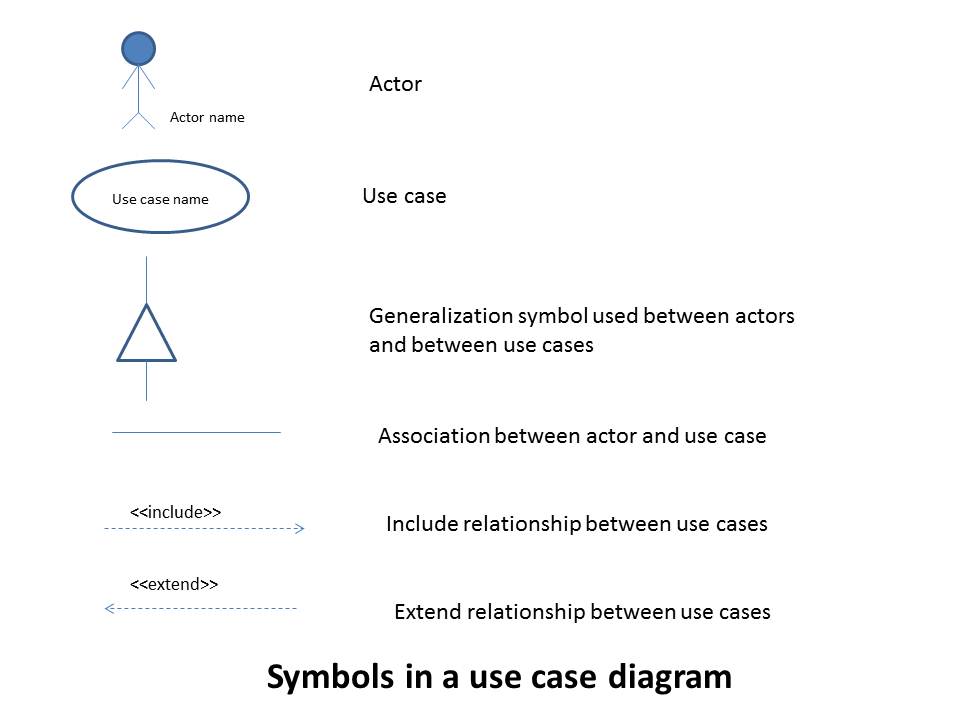 Actor
Actor name
Use case name
Use case
Generalization symbol used between actors
and between use cases
Association between actor and use case
<<include>>
Include relationship between use cases
<<extend>>
Extend relationship between use cases
Symbols in a use case diagram